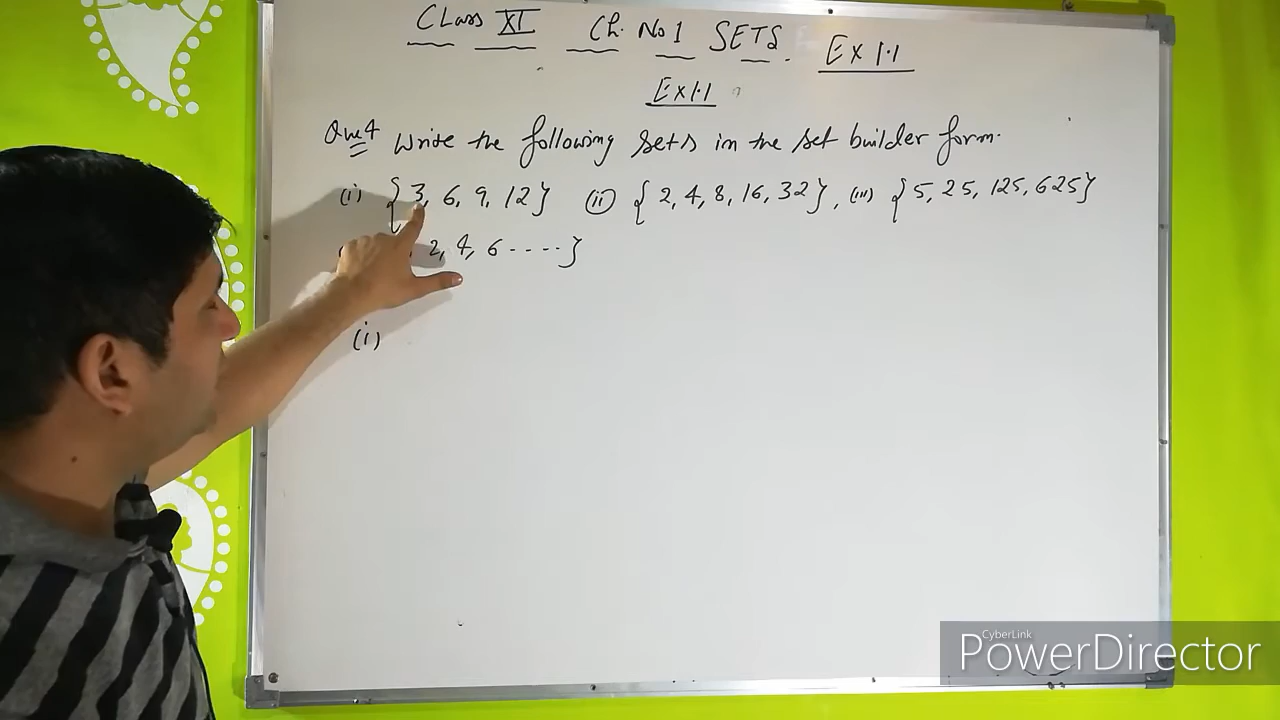 Class XI Ch. No 1 SETS. Ex 1.1
Ex 1.1
Que 4 Write the following sets in the set builder form.
(i) {3, 6, 9, 12} (ii) {2, 4, 8, 16, 32}, (iii) {5, 25, 125, 625}
2, 4, 6 - - - - }
(i)
CyberLink
PowerDirector